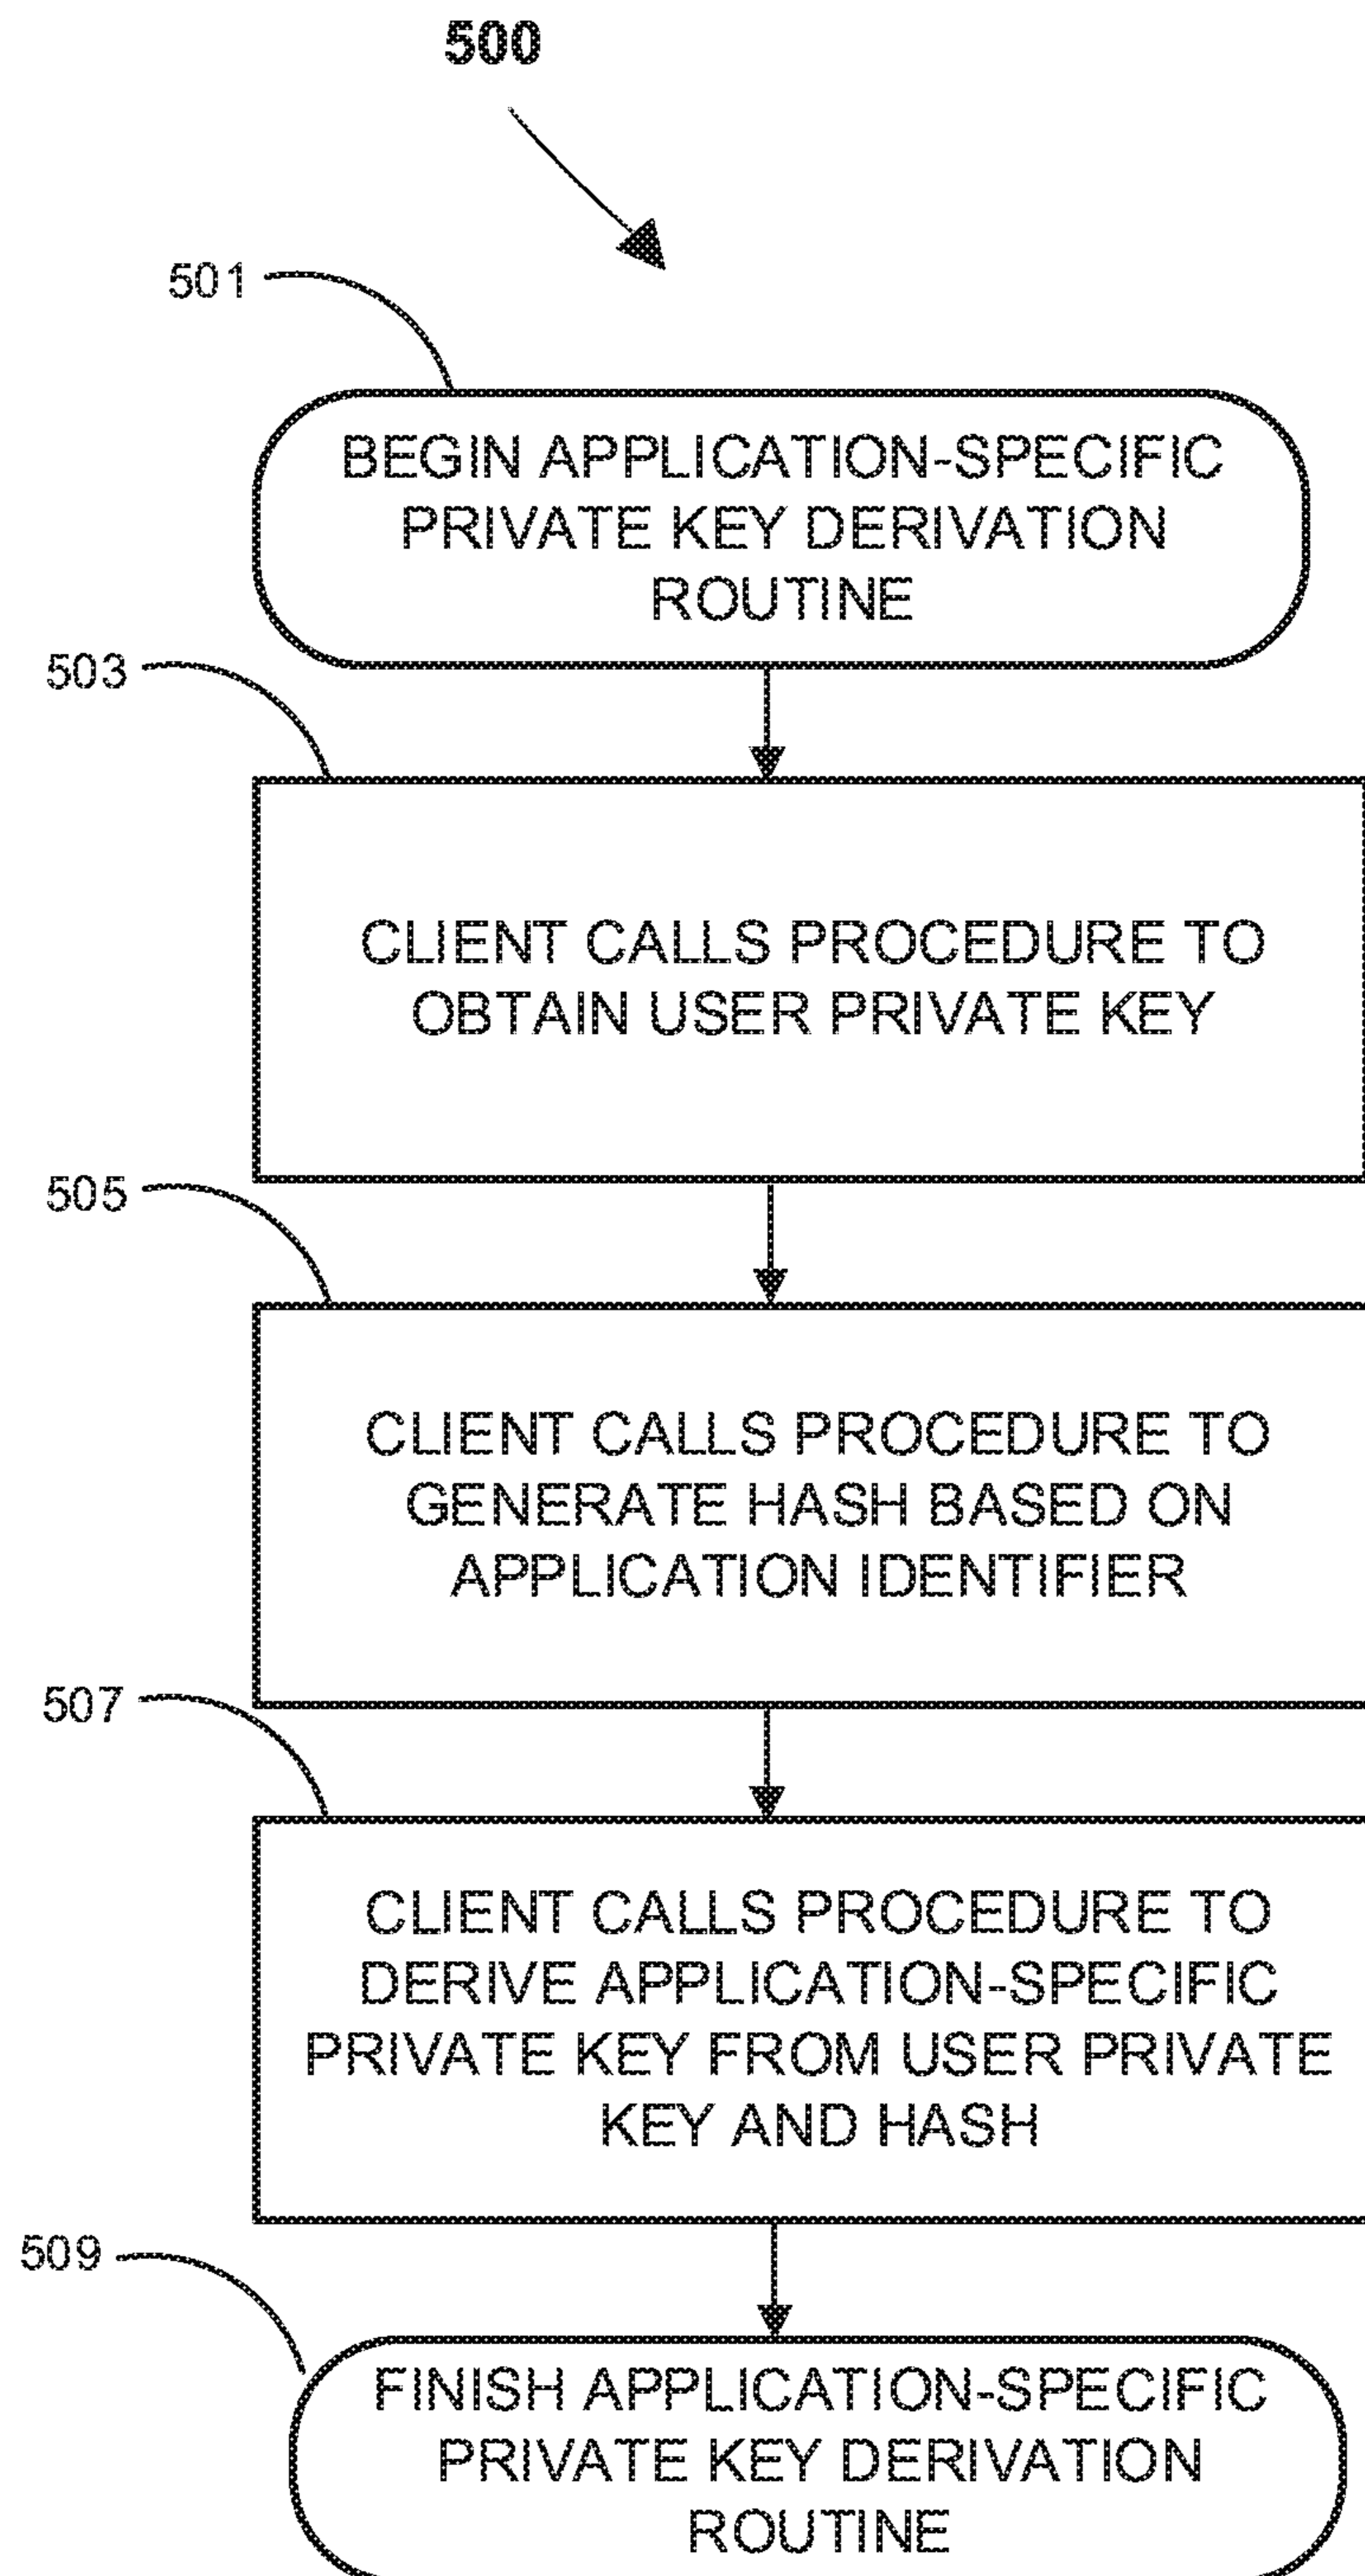 500
501
BEGIN APPLICATION-SPECIFIC
PRIVATE KEY DERIVATION
ROUTINE
503
CLIENT CALLS PROCEDURE TO
OBTAIN USER PRIVATE KEY
505
CLIENT CALLS PROCEDURE TO
GENERATE HASH BASED ON
APPLICATION IDENTIFIER
507
CLIENT CALLS PROCEDURE TO
DERIVE APPLICATION-SPECIFIC
PRIVATE KEY FROM USER PRIVATE
KEY AND HASH
509
FINISH APPLICATION-SPECIFIC
PRIVATE KEY DERIVATION
ROUTINE